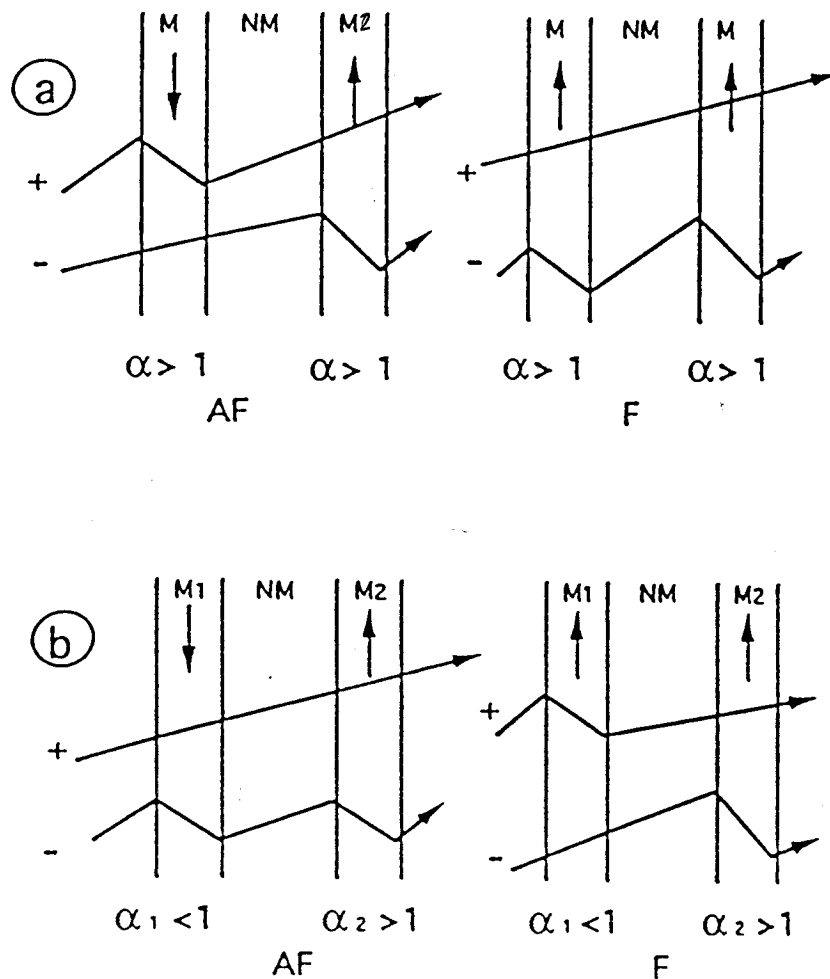 M NM M2 M NM M
a
+ +
- -
α > 1 α > 1 α > 1 α > 1
AF F
M1 NM M2 M1 NM M2
b
+ +
- -
α1 < 1 α2 > 1 α1 < 1 α2 > 1
AF F